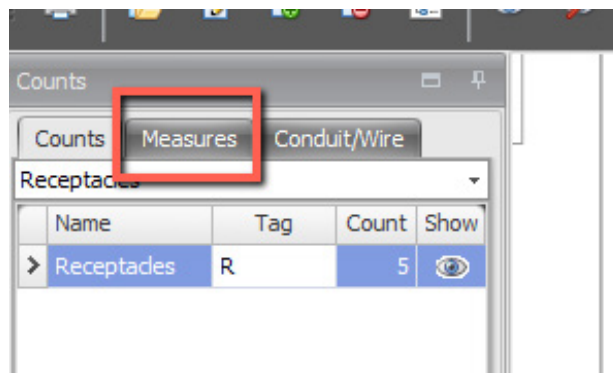 Counts
Counts Measures Conduit/Wire
Receptacles
Name Tag Count Show
Receptacles R 5